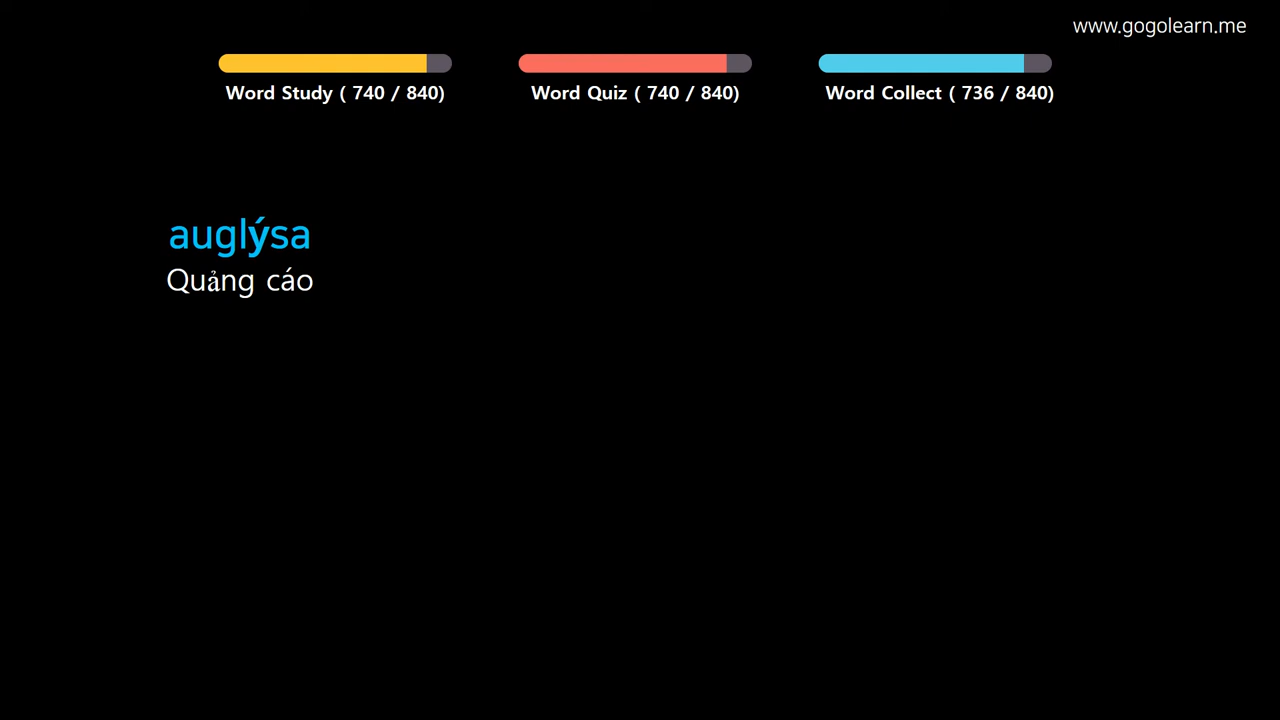 www.gogolearn.me
Word Study ( 740 / 840)
Word Quiz ( 740 / 840)
Word Collect ( 736 / 840)
auglýsa
Quảng cáo